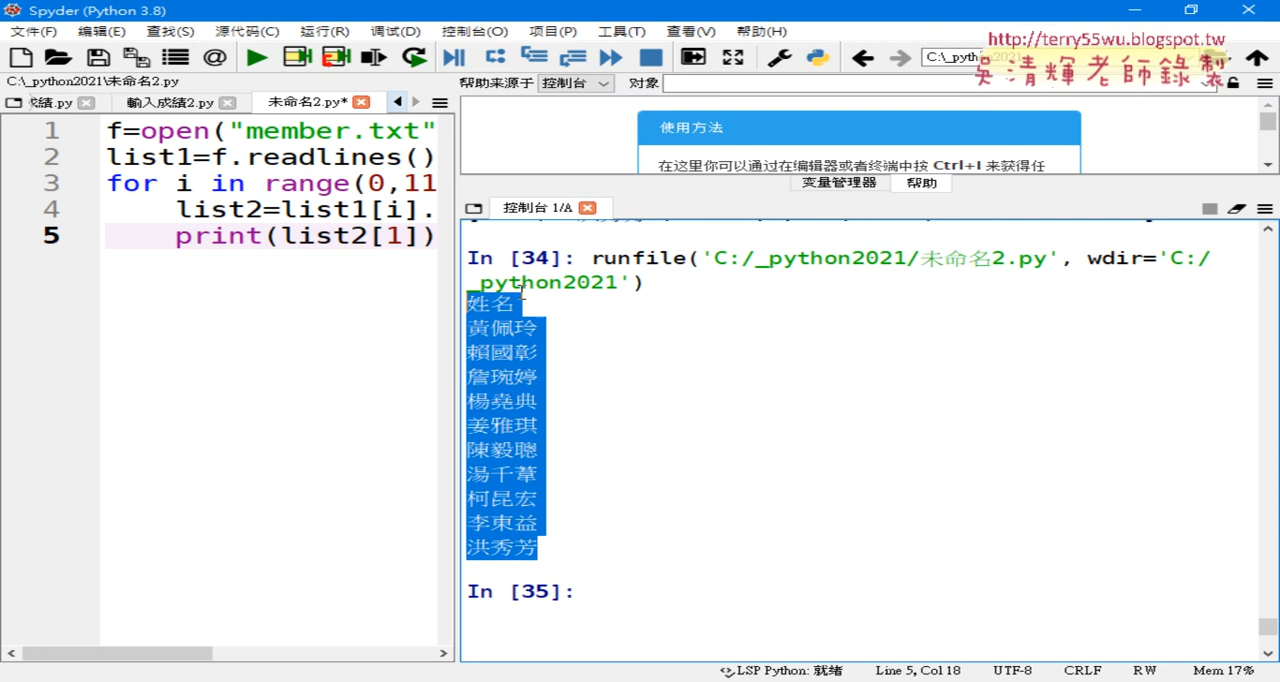 Spyder (Python 3.8)
文件(F) 编辑(E) 查找(S) 源代码(C) 运行(R) 调试(D) 控制台(O) 项目(P) 工具(T) 查看(V) 帮助(H)
http://terry55wu.blogspot.tw
吳清輝老師錄製
C:\_pyth
C:\_python2021\未命名2.py
帮助来源于 控制台 对象
成績.py 輸入成績2.py 未命名2.py*
1 f=open("member.txt"
2 list1=f.readlines()
3 for i in range(0,11
4 list2=list1[i].
5 print(list2[1])
使用方法
在这里你可以通过在编辑器或者终端中按 Ctrl+I 来获得任
变量管理器 帮助
控制台 1/A
In [34]: runfile('C:/_python2021/未命名2.py', wdir='C:/
_python2021')
姓名
黃佩玲
賴國彰
詹琬婷
楊堯典
姜雅琪
陳毅聰
湯千葦
柯昆宏
李東益
洪秀芳
In [35]:
LSP Python: 就绪 Line 5, Col 18 UTF-8 CRLF RW Mem 17%